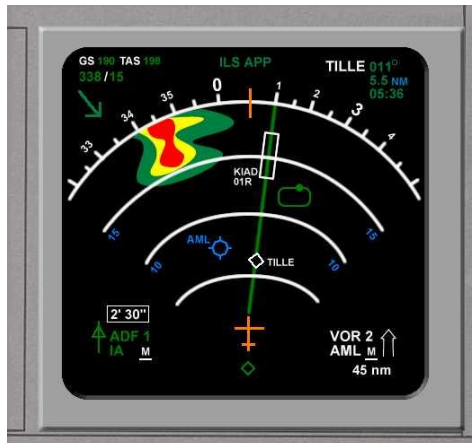 GS 190 TAS 198
338/15
ILS APP
TILLE 011°
5.5 NM
05:36
33
34
35
0
1
2
3
4
KIAD
01R
15
15
AML
10
10
TILLE
2' 30"
ADF 1
IA M
VOR 2
AML M
45 nm